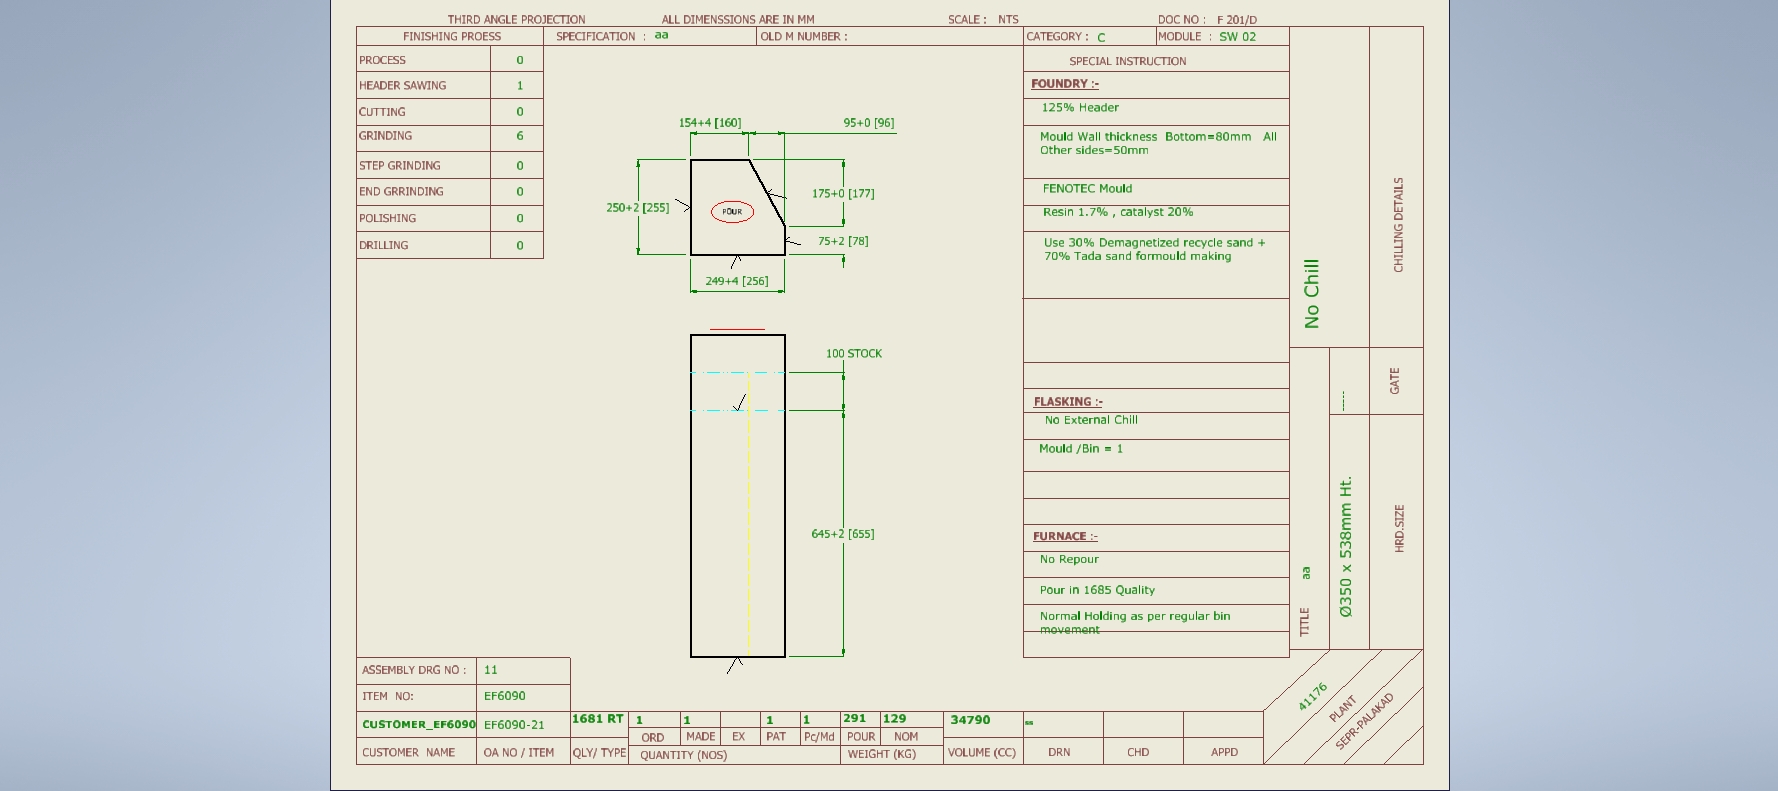 THIRD ANGLE PROJECTION ALL DIMENSSIONS ARE IN MM SCALE : NTS DOC NO : F 201/D
FINISHING PROESS SPECIFICATION : aa OLD M NUMBER : CATEGORY : C MODULE : SW 02
PROCESS 0
HEADER SAWING 1
CUTTING 0
GRINDING 6
STEP GRINDING 0
END GRRINDING 0
POLISHING 0
DRILLING 0
154+4 [160] 95+0 [96]
175+0 [177]
250+2 [255]
POUR
75+2 [78]
249+4 [256]
100 STOCK
645+2 [655]
SPECIAL INSTRUCTION
FOUNDRY :-
125% Header
Mould Wall thickness Bottom=80mm All
Other sides=50mm
FENOTEC Mould
Resin 1.7% , catalyst 20%
Use 30% Demagnetized recycle sand +
70% Tada sand formould making
FLASKING :-
No External Chill
Mould /Bin = 1
FURNACE :-
No Repour
Pour in 1685 Quality
Normal Holding as per regular bin
movement
No Chill
CHILLING DETAILS
-----
GATE
TITLE aa
Ø350 x 538mm Ht.
HRD.SIZE
41176
PLANT
SEPR-PALAKAD
ASSEMBLY DRG NO : 11
ITEM NO: EF6090
CUSTOMER_EF6090 EF6090-21 1681 RT 1 1 1 1 291 129 34790 ss
ORD MADE EX PAT Pc/Md POUR NOM
CUSTOMER NAME OA NO / ITEM QLY/ TYPE QUANTITY (NOS) WEIGHT (KG) VOLUME (CC) DRN CHD APPD